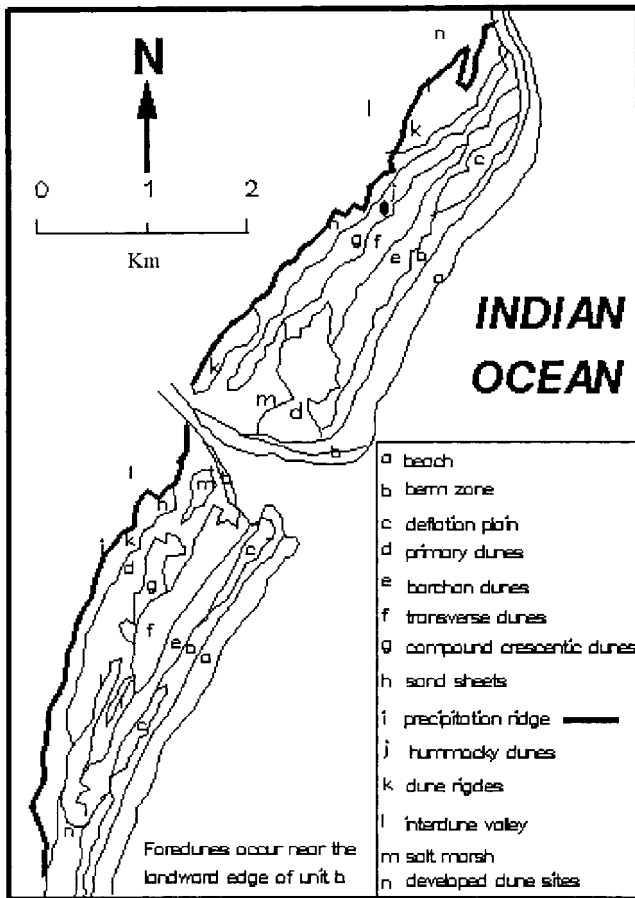 n
N
l
k
c
0 1 2
j
h
Km
g f
e b
a
INDIAN
OCEAN
k
m d
b
l
m b
h
j k
d
c
g
f
e b a
c
n
Foredunes occur near the
landward edge of unit b
a beach
b berm zone
c deflation plain
d primary dunes
e barchan dunes
f transverse dunes
g compound crescentic dunes
h sand sheets
i precipitation ridge
j hummocky dunes
k dune rigdes
l interdune valley
m salt marsh
n developed dune sites